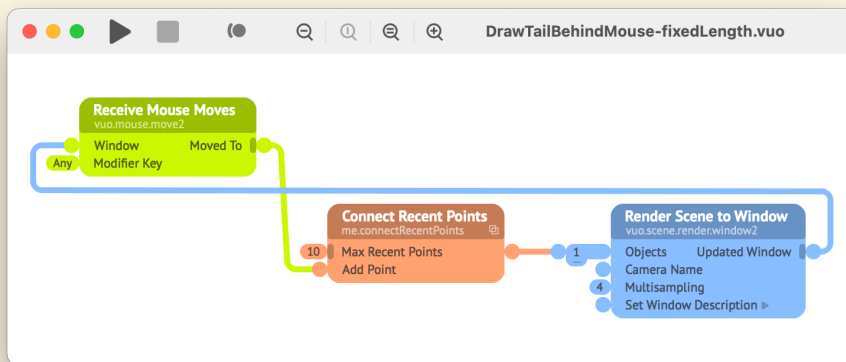 DrawTailBehindMouse-fixedLength.vuo
Receive Mouse Moves
vuo.mouse.move2
Window Moved To
Any Modifier Key
Connect Recent Points
me.connectRecentPoints
10 Max Recent Points
Add Point
Render Scene to Window
vuo.scene.render.window2
1 Objects Updated Window
Camera Name
4 Multisampling
Set Window Description